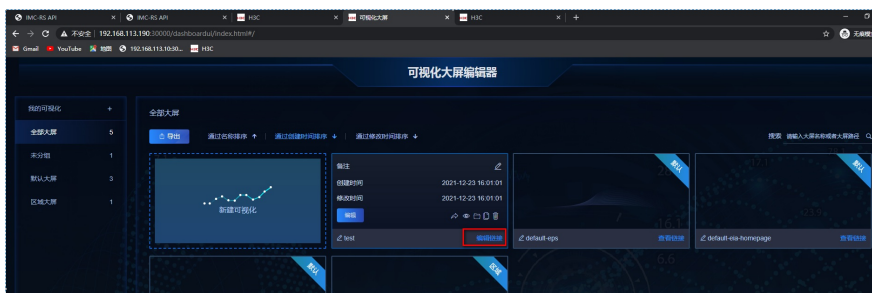 IMC-RS API
IMC-RS API
H3C
可视化大屏
H3C
不安全 | 192.168.113.190:30000/dashboardui/index.html#/
Gmail YouTube 地图 192.168.113.10:30... H3C
可视化大屏编辑器
我的可视化 +
全部大屏 5
未分组 1
默认大屏 3
区域大屏 1
全部大屏
导出 通过名称排序 通过创建时间排序 通过修改时间排序
搜索 请输入大屏名称或者大屏路径
新建可视化
备注
创建时间 2021-12-23 16:01:01
修改时间 2021-12-23 16:01:01
编辑
test 编辑链接
默认
default-eps 查看链接
默认
default-eia-homepage 查看链接
默认
区域